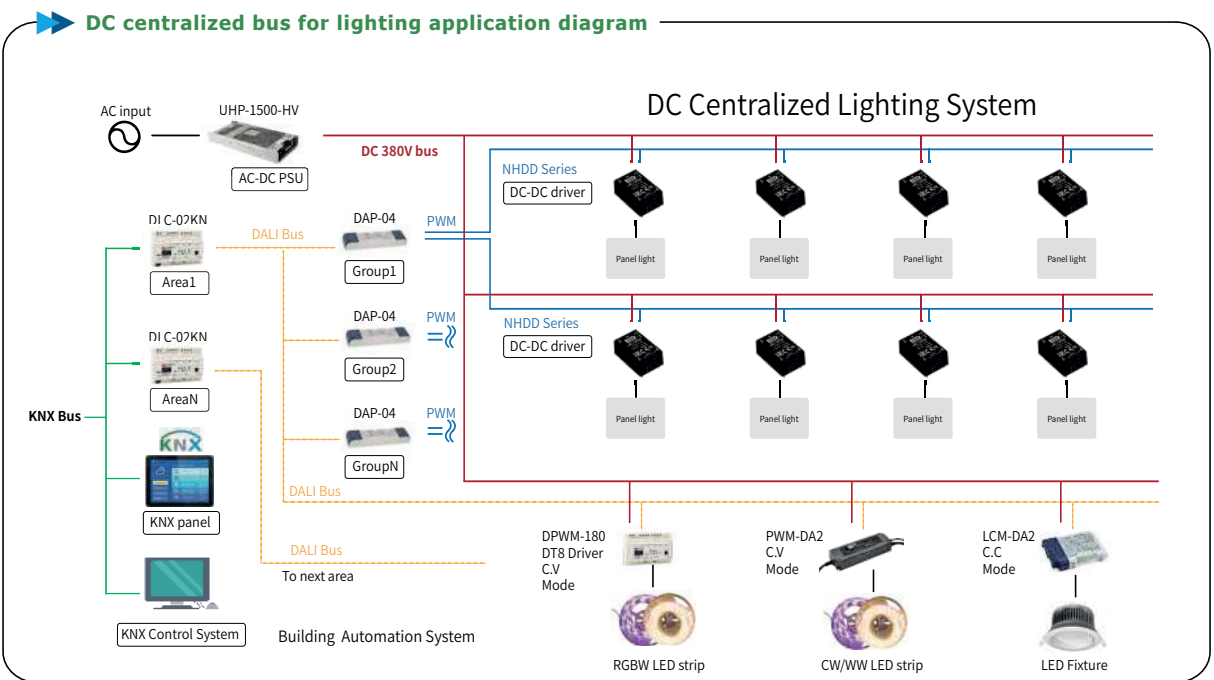 DC centralized bus for lighting application diagram
DC Centralized Lighting System
AC input
UHP-1500-HV
AC-DC PSU
DC 380V bus
NHDD Series
DC-DC driver
DLC-02KN
DALI Bus
DAP-04
PWM
Area1
Group1
Panel light
Panel light
Panel light
Panel light
DLC-02KN
DAP-04
PWM
NHDD Series
DC-DC driver
AreaN
Group2
KNX Bus
DAP-04
PWM
Panel light
Panel light
Panel light
Panel light
KNX
GroupN
DALI Bus
KNX panel
DALI Bus
To next area
DPWM-180
DT8 Driver
C.V
Mode
PWM-DA2
C.V
Mode
LCM-DA2
C.C
Mode
KNX Control System
Building Automation System
RGBW LED strip
CW/WW LED strip
LED Fixture